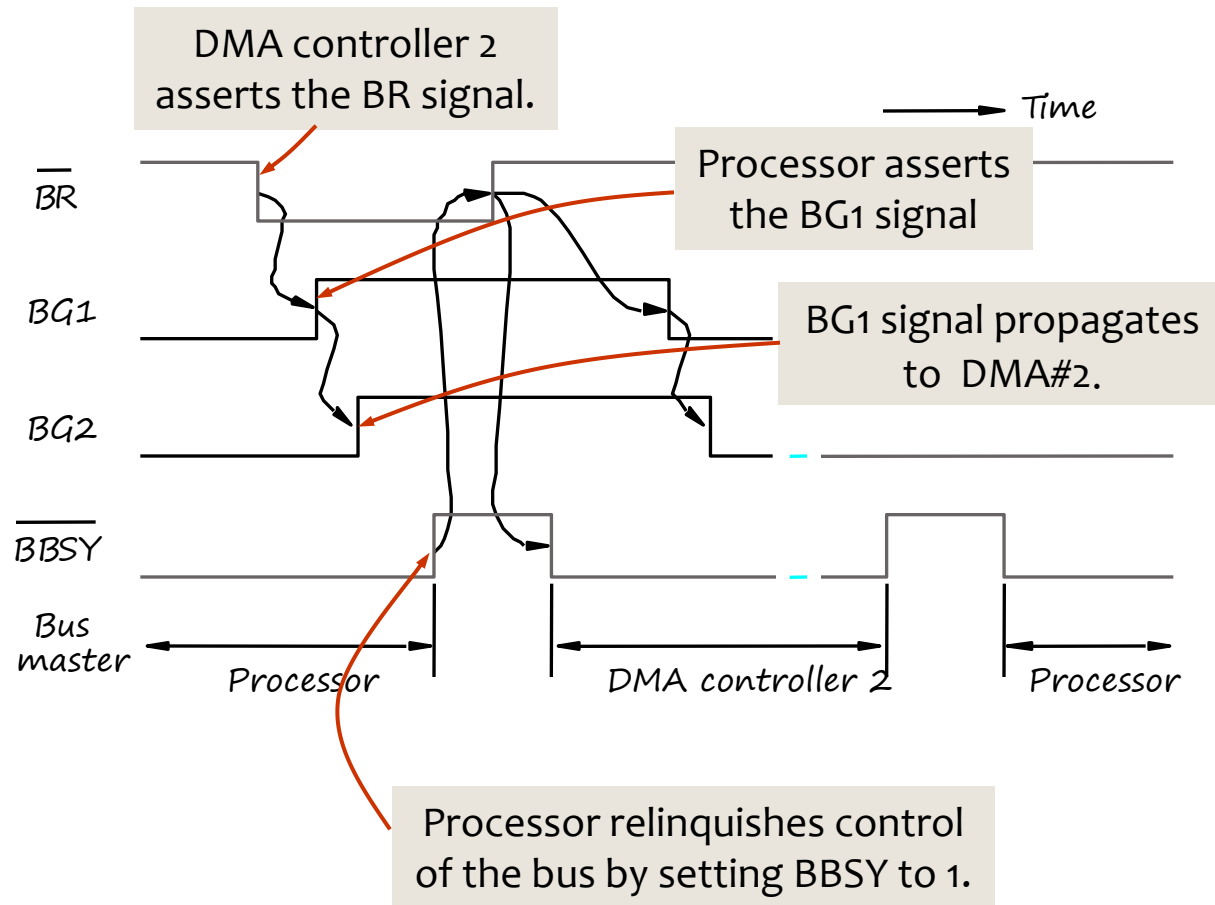 DMA controller 2
asserts the BR signal.
Time
BR
Processor asserts
the BG1 signal
BG1
BG1 signal propagates
to DMA#2.
BG2
BBSY
Bus
master
Processor
DMA controller 2
Processor
Processor relinquishes control
of the bus by setting BBSY to 1.